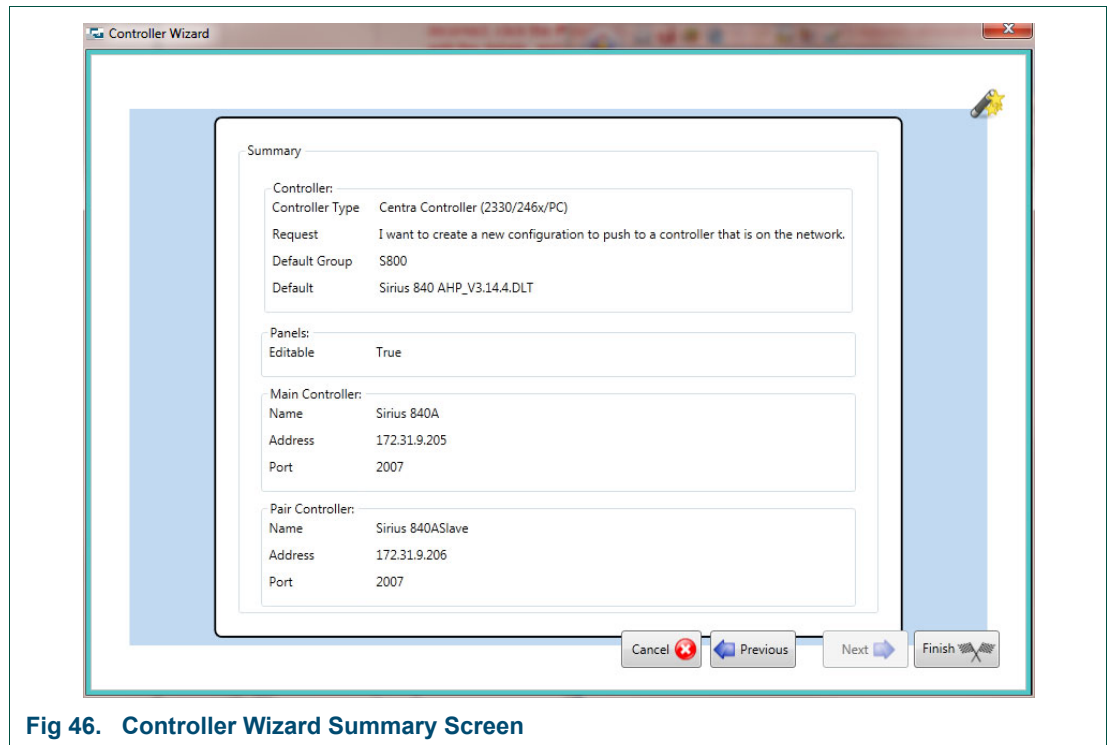 Controller Wizard
Summary
Controller:
Controller Type Centra Controller (2330/246x/PC)
Request I want to create a new configuration to push to a controller that is on the network.
Default Group S800
Default Sirius 840 AHP_V3.14.4.DLT
Panels:
Editable True
Main Controller:
Name Sirius 840A
Address 172.31.9.205
Port 2007
Pair Controller:
Name Sirius 840ASlave
Address 172.31.9.206
Port 2007
Cancel Previous Next Finish
Fig 46. Controller Wizard Summary Screen